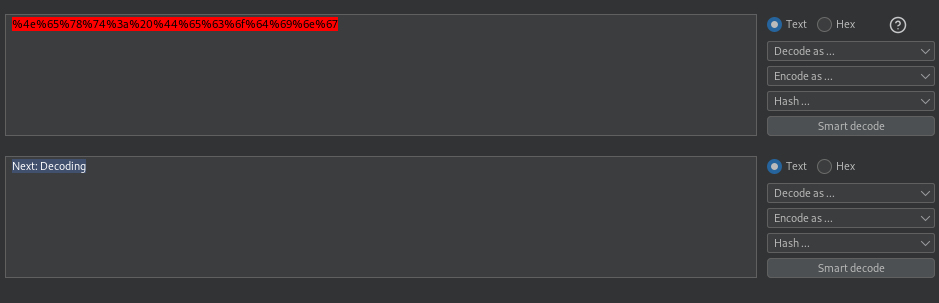 %4e%65%78%74%3a%20%44%65%63%6f%64%69%6e%67
Text Hex ?
Decode as ...
Encode as ...
Hash ...
Smart decode
Next: Decoding
Text Hex
Decode as ...
Encode as ...
Hash ...
Smart decode